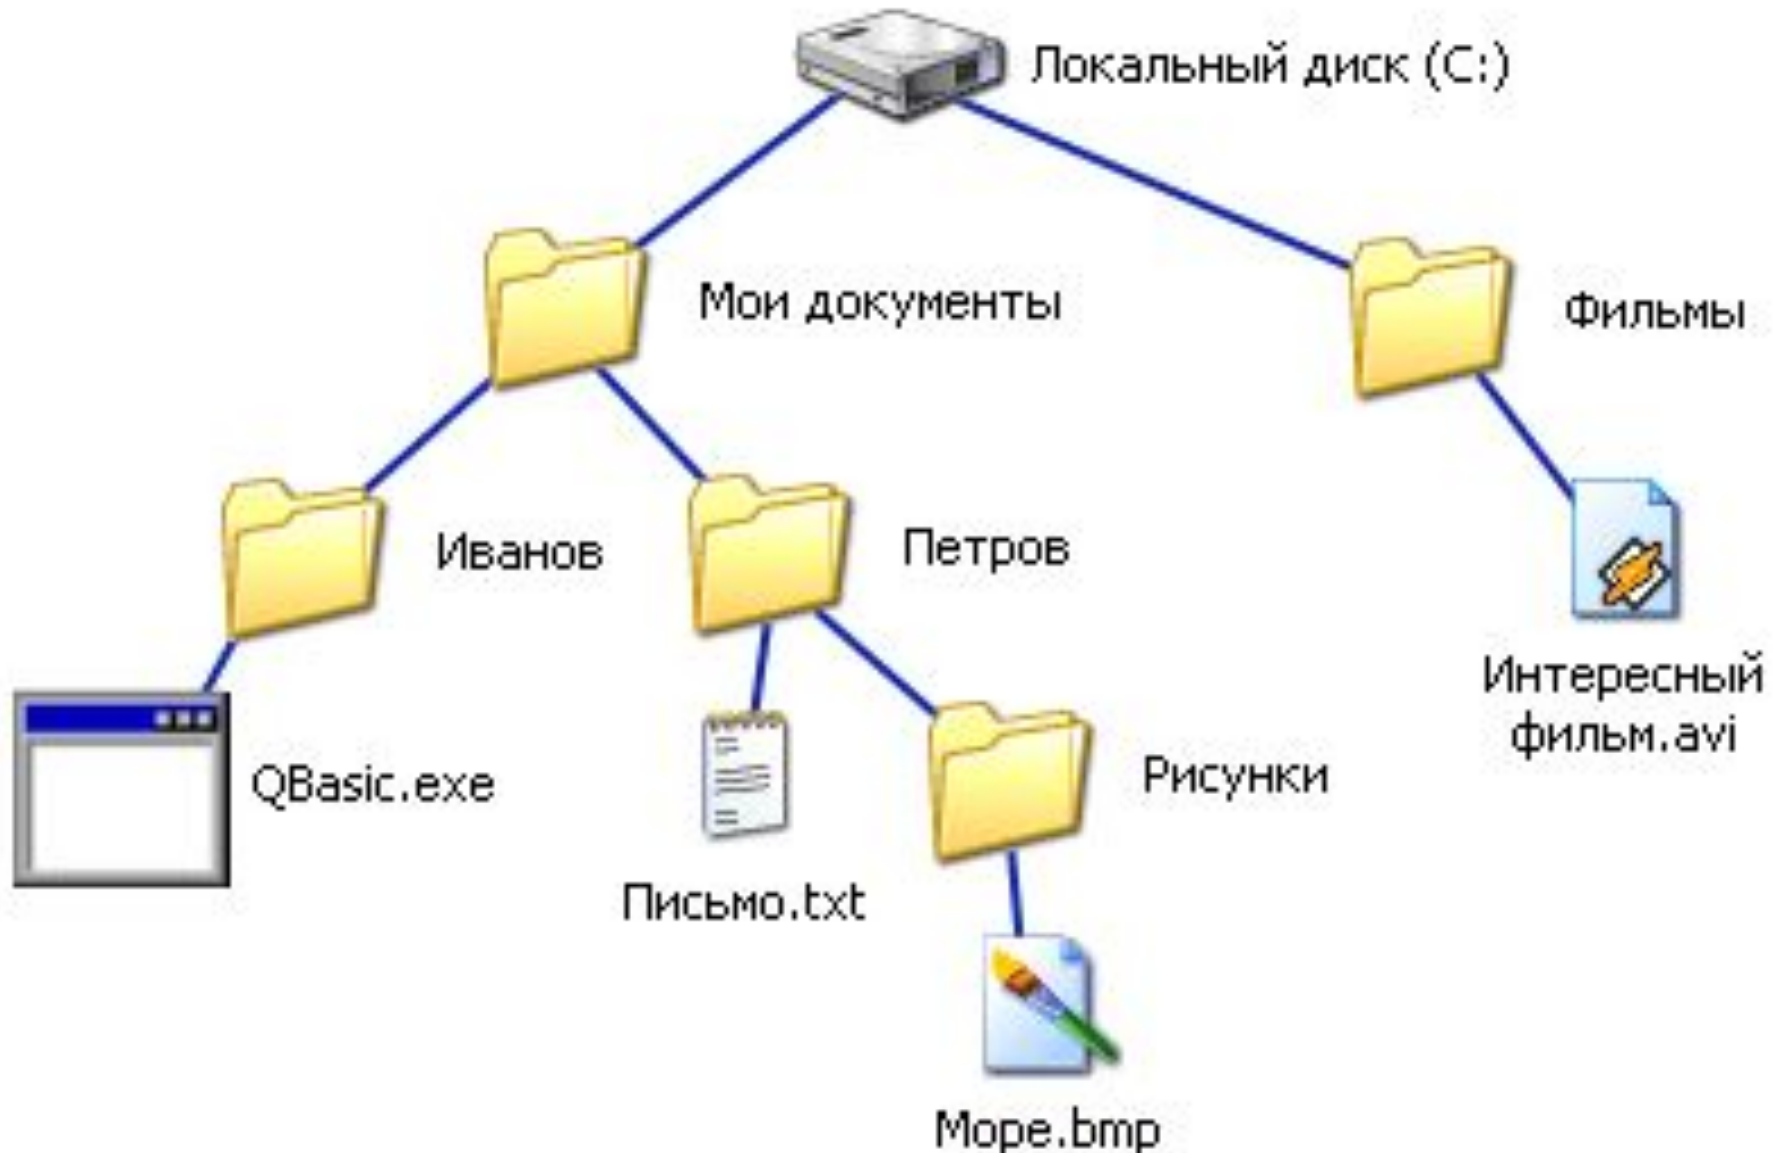 Локальный диск (C:)
Мои документы
Фильмы
Иванов
Петров
Интересный
фильм.avi
QBasic.exe
Рисунки
Письмо.txt
Море.bmp